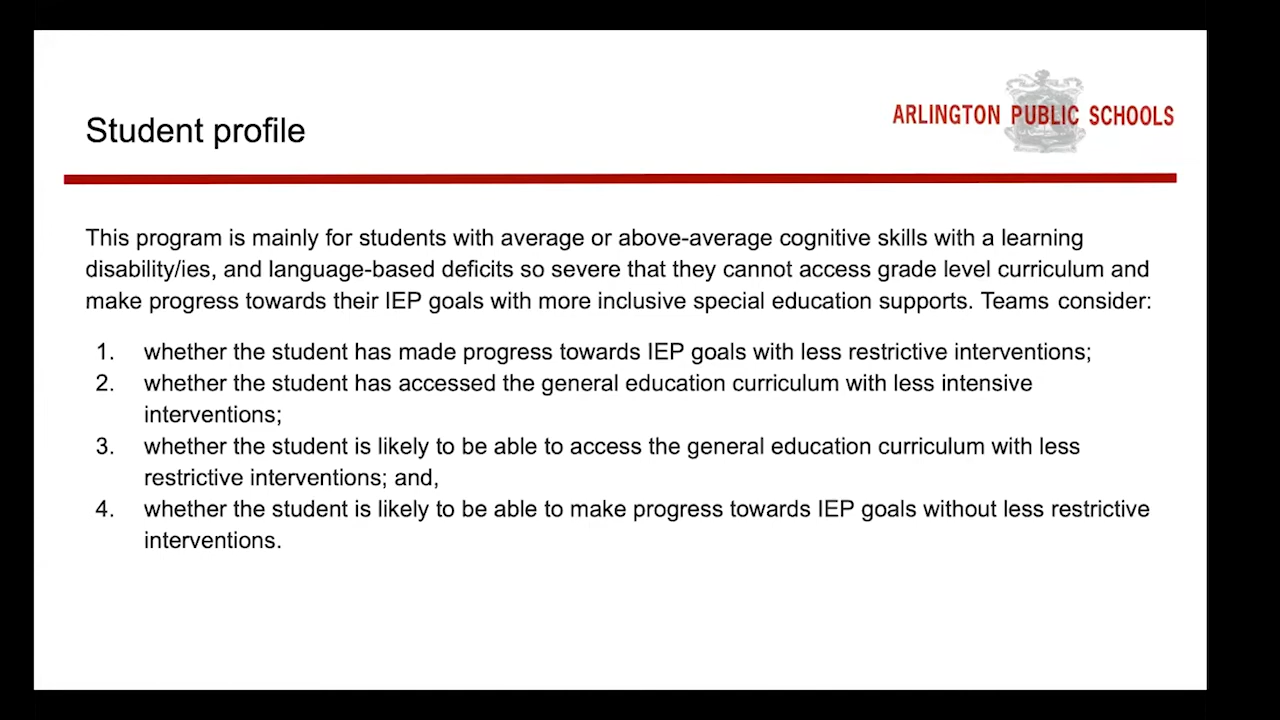 ARLINGTON PUBLIC SCHOOLS
Student profile
This program is mainly for students with average or above-average cognitive skills with a learning
disability/ies, and language-based deficits so severe that they cannot access grade level curriculum and
make progress towards their IEP goals with more inclusive special education supports. Teams consider:
1. whether the student has made progress towards IEP goals with less restrictive interventions;
2. whether the student has accessed the general education curriculum with less intensive
interventions;
3. whether the student is likely to be able to access the general education curriculum with less
restrictive interventions; and,
4. whether the student is likely to be able to make progress towards IEP goals without less restrictive
interventions.